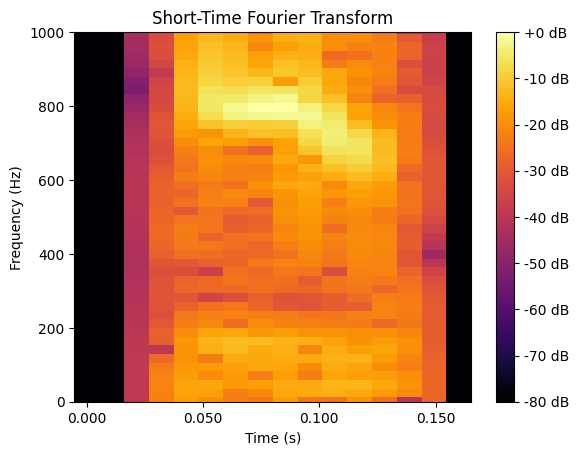 Short-Time Fourier Transform
1000
800
600
400
200
0
Frequency (Hz)
0.000
0.050
0.100
0.150
Time (s)
+0 dB
-10 dB
-20 dB
-30 dB
-40 dB
-50 dB
-60 dB
-70 dB
-80 dB